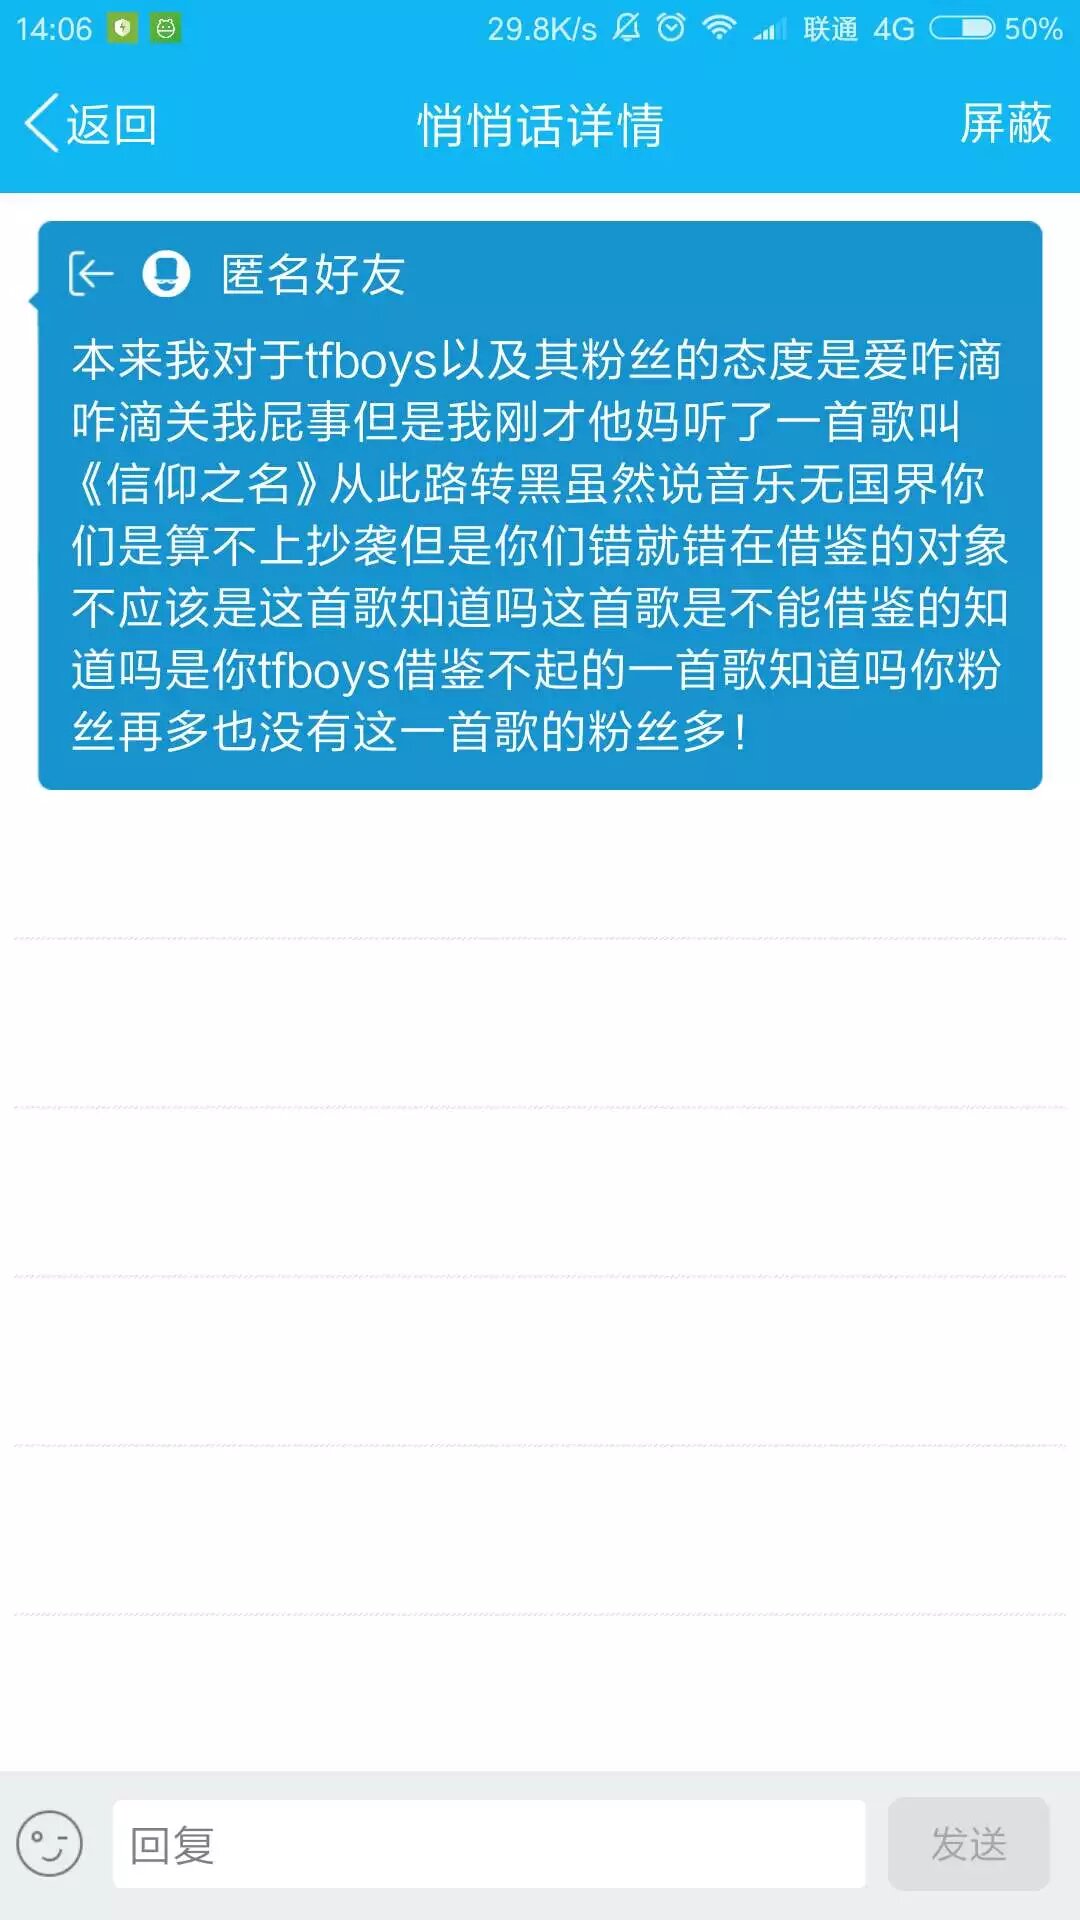 14:06 29.8K/s 联通 4G 50%
返回 悄悄话详情 屏蔽
匿名好友
本来我对于tfboys以及其粉丝的态度是爱咋滴
咋滴关我屁事但是我刚才他妈听了一首歌叫
《信仰之名》从此路转黑虽然说音乐无国界你
们是算不上抄袭但是你们错就错在借鉴的对象
不应该是这首歌知道吗这首歌是不能借鉴的知
道吗是你tfboys借鉴不起的一首歌知道吗你粉
丝再多也没有这一首歌的粉丝多！
回复 发送